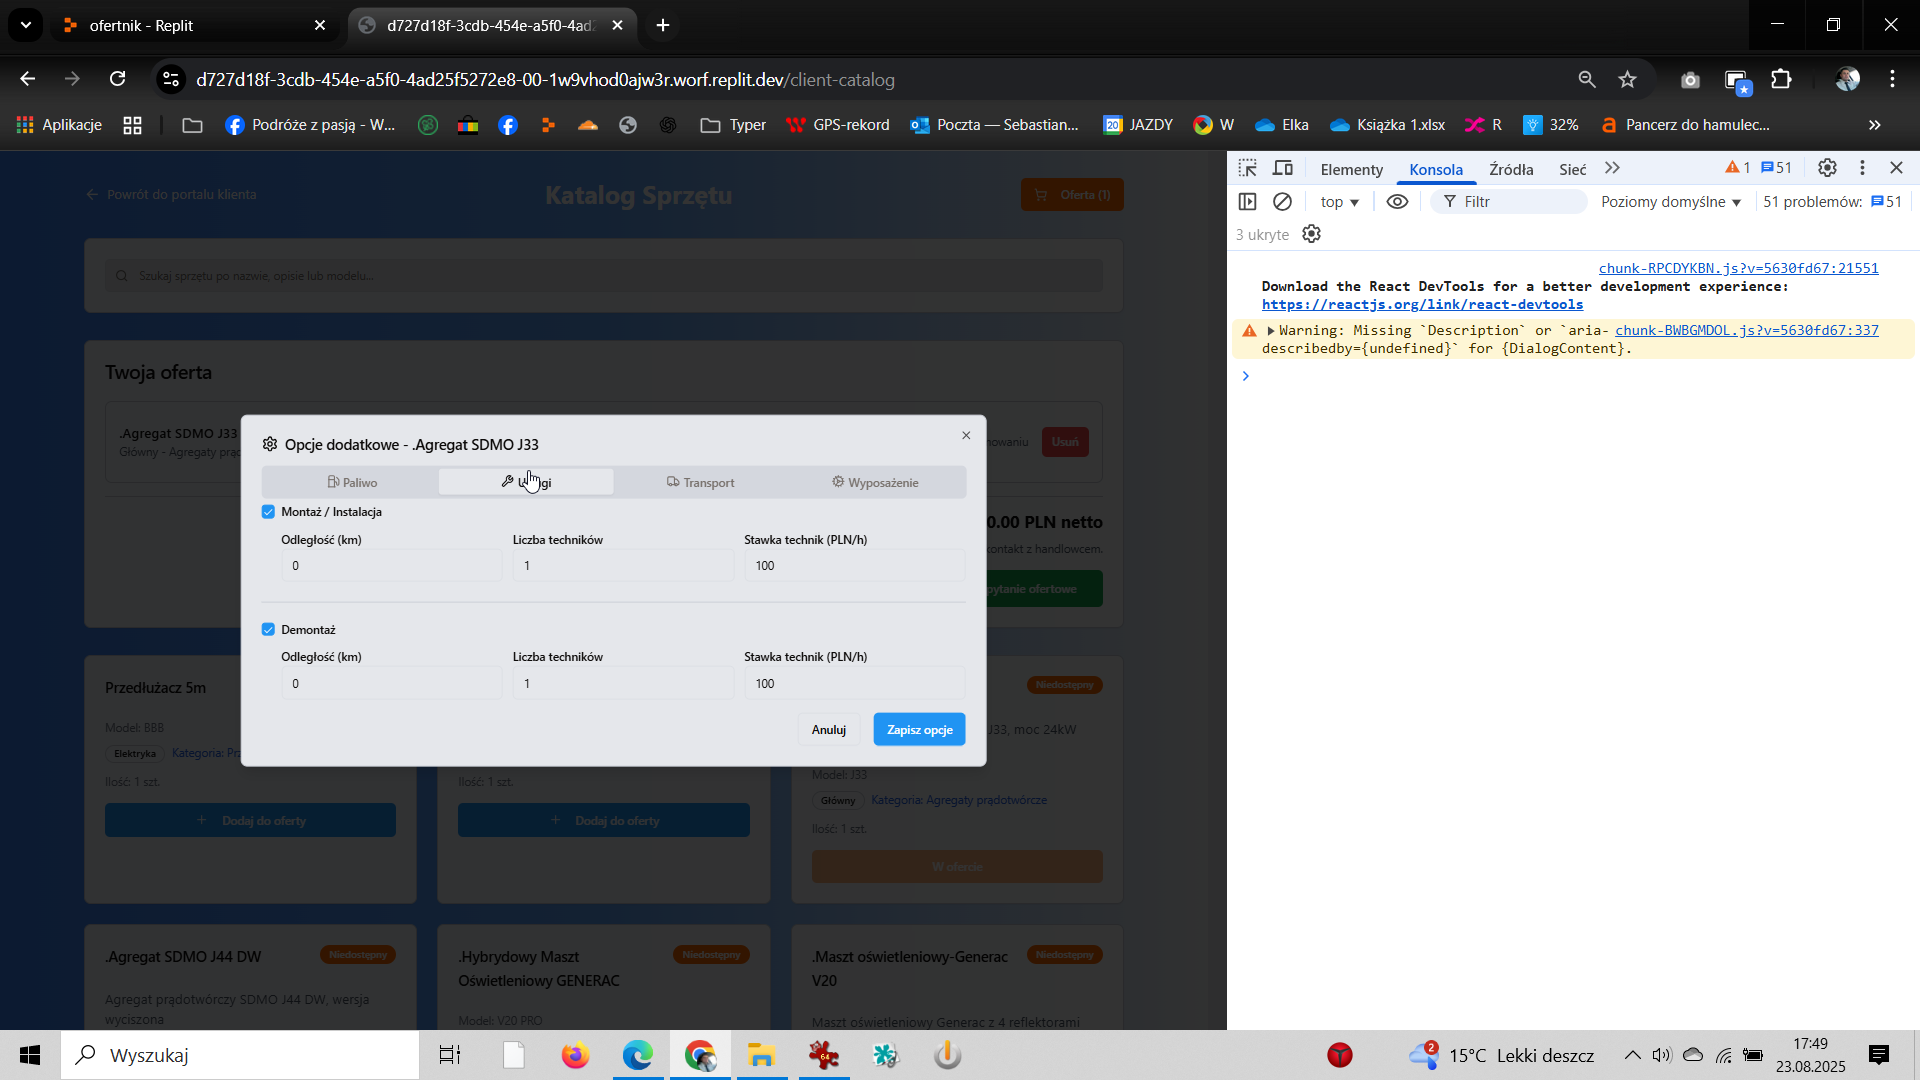 ofertnik - Replit
d727d18f-3cdb-454e-a5f0-4ad2
d727d18f-3cdb-454e-a5f0-4ad25f5272e8-00-1w9vhod0ajw3r.worf.replit.dev/client-catalog
Aplikacje
Podróże z pasją - W...
Typer
GPS-rekord
Poczta — Sebastian...
20 JAZDY
W
Elka
Książka 1.xlsx
R
32%
Pancerz do hamulec...
Powrót do portalu klienta
Katalog Sprzętu
Oferta (1)
Szukaj sprzętu po nazwie, opisie lub modelu...
Twoja oferta
.Agregat SDMO J33
Główny - Agregaty prąd
Usuń
0.00 PLN netto
kontakt z handlowcem.
pytanie ofertowe
Opcje dodatkowe - .Agregat SDMO J33
Paliwo
Transport
Wyposażenie
Montaż / Instalacja
Odległość (km)
Liczba techników
Stawka technik (PLN/h)
0
1
100
Demontaż
Odległość (km)
Liczba techników
Stawka technik (PLN/h)
0
1
100
Anuluj
Zapisz opcje
Przedłużacz 5m
Model: BBB
Elektryka
Kategoria: Prz
Ilość: 1 szt.
Dodaj do oferty
Ilość: 1 szt.
Dodaj do oferty
Niedostępny
J33, moc 24kW
Model: J33
Główny
Kategoria: Agregaty prądotwórcze
Ilość: 1 szt.
W ofercie
.Agregat SDMO J44 DW
Niedostępny
Agregat prądotwórczy SDMO J44 DW, wersja
wyciszona
.Hybrydowy Maszt
Oświetleniowy GENERAC
Niedostępny
Model: V20 PRO
.Maszt oświetleniowy-Generac
V20
Niedostępny
Maszt oświetleniowy Generac z 4 reflektorami
Elementy
Konsola
Źródła
Sieć
1
51
top
Filtr
Poziomy domyślne
51 problemów:
51
3 ukryte
chunk-RPCDYKBN.js?v=5630fd67:21551
Download the React DevTools for a better development experience:
https://reactjs.org/link/react-devtools
Warning: Missing `Description` or `aria- chunk-BWBGMDOL.js?v=5630fd67:337
describedby={undefined}` for {DialogContent}.
Wyszukaj
64
2
15°C Lekki deszcz
17:49
23.08.2025